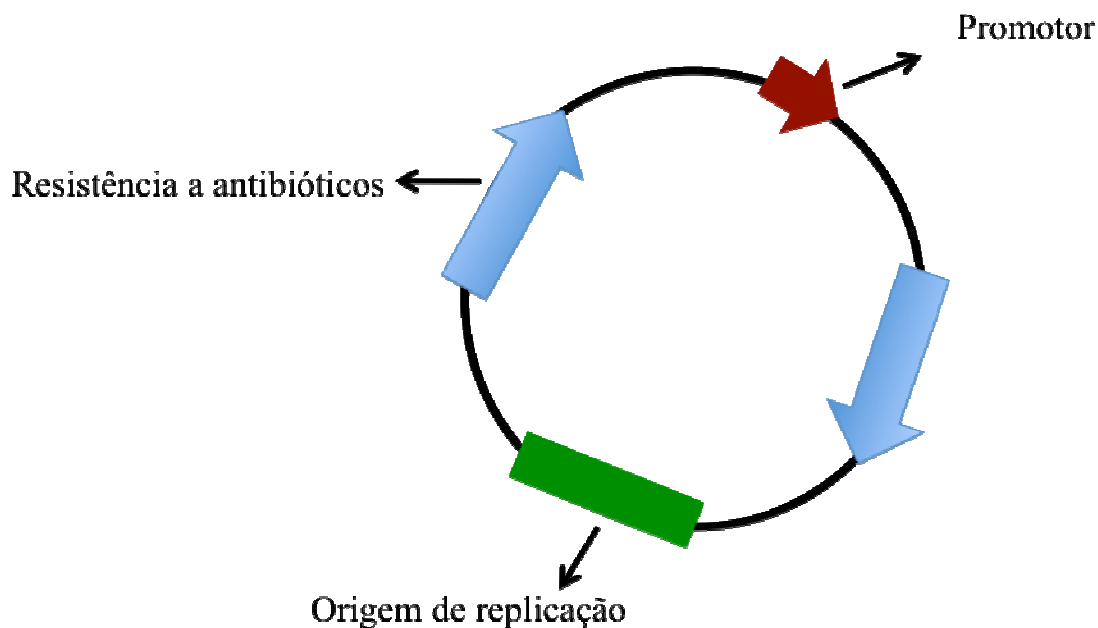 Promotor
Resistência a antibióticos
Origem de replicação